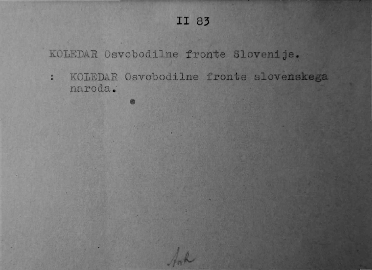 II 83
KOLEDAR Osvobodilne fronte Slovenije.
: KOLEDAR Osvobodilne fronte slovenskega
naroda.